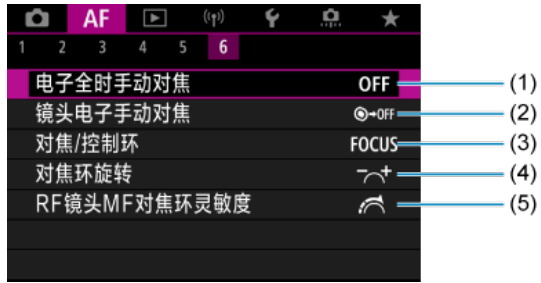 AF
1 2 3 4 5 6
电子全时手动对焦 OFF (1)
镜头电子手动对焦 OFF (2)
对焦/控制环 FOCUS (3)
对焦环旋转 -+ (4)
RF镜头MF对焦环灵敏度 (5)